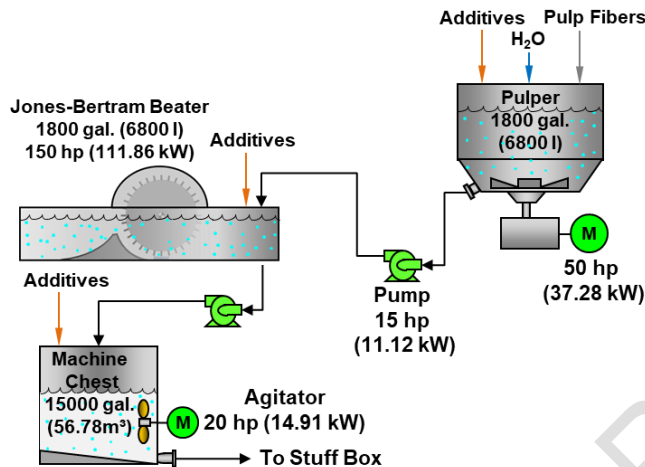 Additives
Pulp Fibers
H₂O
Pulper
1800 gal.
(6800 l)
M
50 hp
(37.28 kW)
Jones-Bertram Beater
1800 gal. (6800 l)
150 hp (111.86 kW)
Additives
Pump
15 hp
(11.12 kW)
Additives
Machine
Chest
15000 gal.
(56.78m³)
Agitator
M
20 hp (14.91 kW)
To Stuff Box